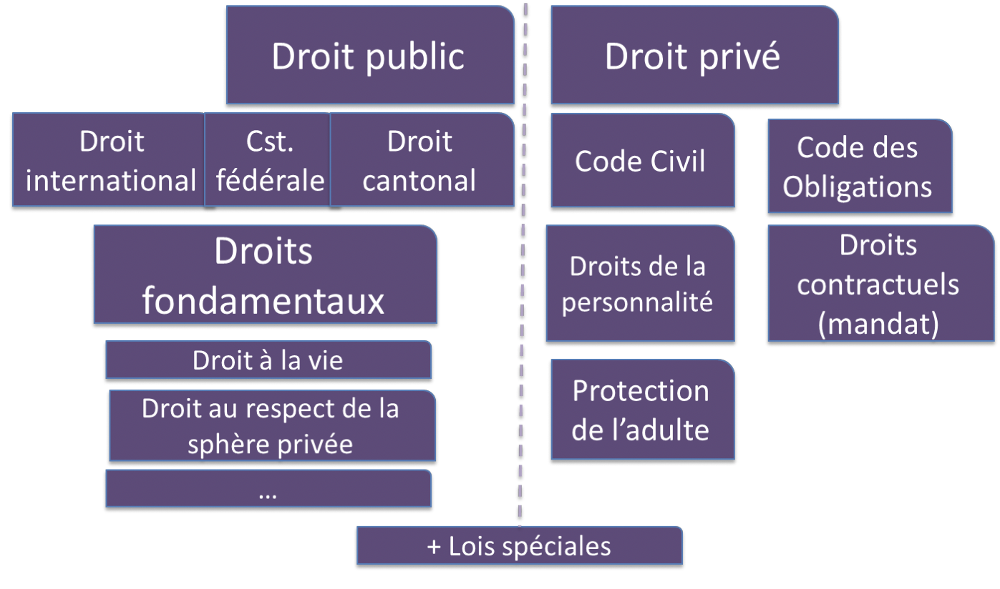 Droit public
Droit privé
Droit
international
Cst.
fédérale
Droit
cantonal
Code Civil
Code des
Obligations
Droits
fondamentaux
Droits de la
personnalité
Droits
contractuels
(mandat)
Droit à la vie
Droit au respect de la
sphère privée
...
Protection
de l’adulte
+ Lois spéciales